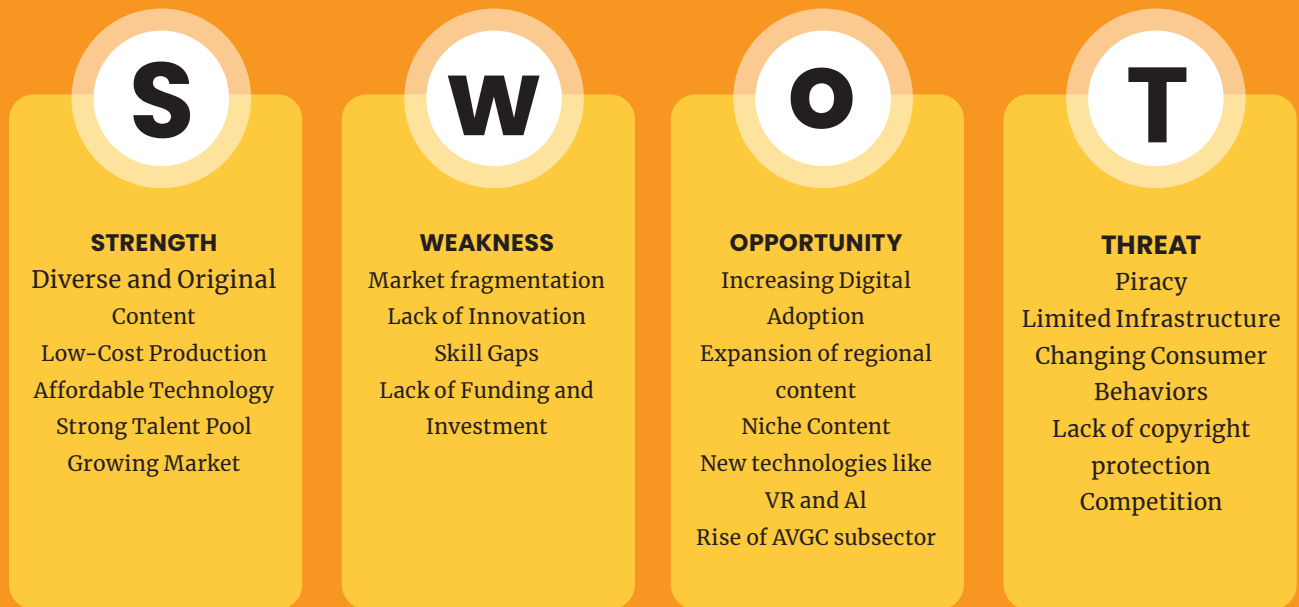 S
STRENGTH
Diverse and Original
Content
Low-Cost Production
Affordable Technology
Strong Talent Pool
Growing Market
W
WEAKNESS
Market fragmentation
Lack of Innovation
Skill Gaps
Lack of Funding and
Investment
O
OPPORTUNITY
Increasing Digital
Adoption
Expansion of regional
content
Niche Content
New technologies like
VR and Al
Rise of AVGC subsector
T
THREAT
Piracy
Limited Infrastructure
Changing Consumer
Behaviors
Lack of copyright
protection
Competition